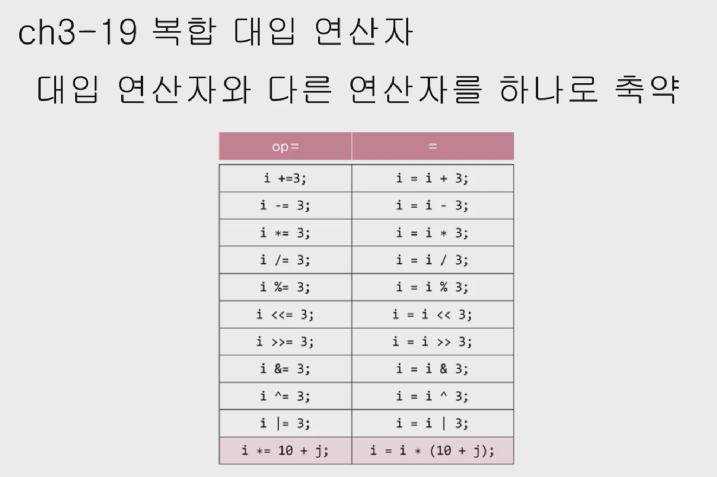 ch3-19 복합 대입 연산자
대입 연산자와 다른 연산자를 하나로 축약
op= =
i +=3; i = i + 3;
i -= 3; i = i - 3;
i *= 3; i = i * 3;
i /= 3; i = i / 3;
i %= 3; i = i % 3;
i <<= 3; i = i << 3;
i >>= 3; i = i >> 3;
i &= 3; i = i & 3;
i ^= 3; i = i ^ 3;
i |= 3; i = i | 3;
i *= 10 + j; i = i * (10 + j);